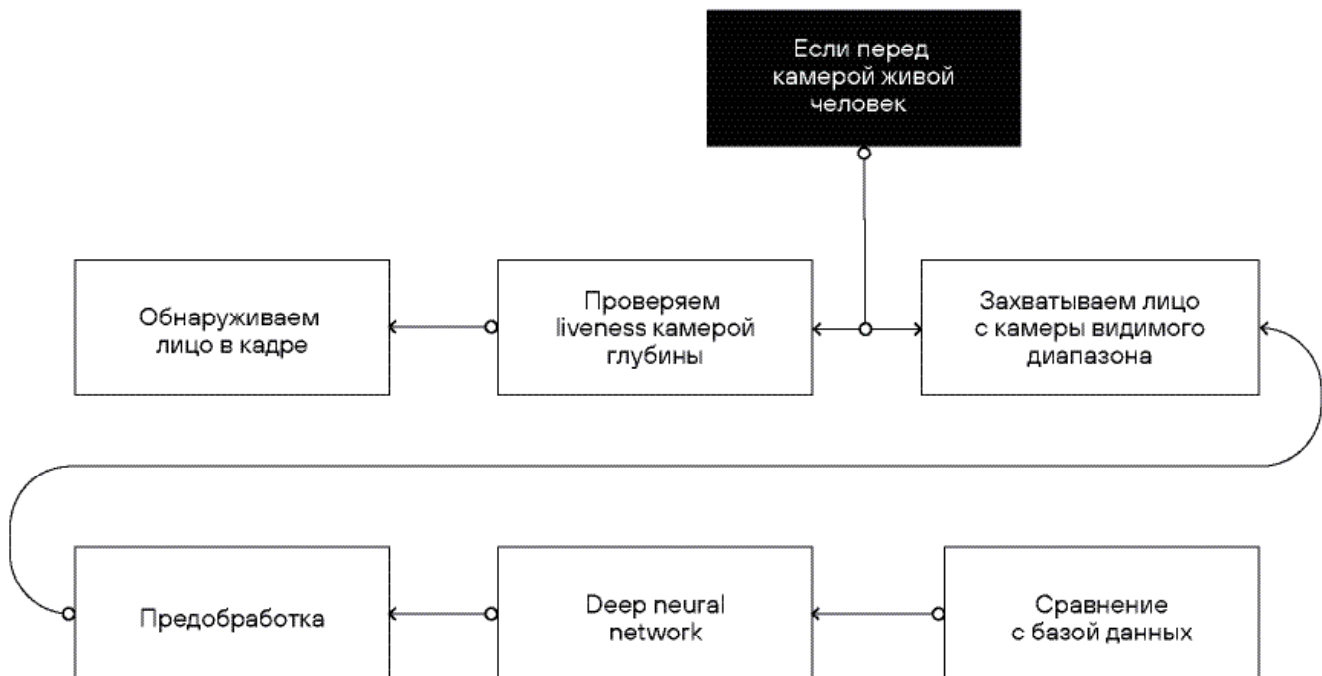 Если перед
камерой живой
человек
Обнаруживаем
лицо в кадре
Проверяем
liveness камерой
глубины
Захватываем лицо
с камеры видимого
диапазона
Предобработка
Deep neural
network
Сравнение
с базой данных